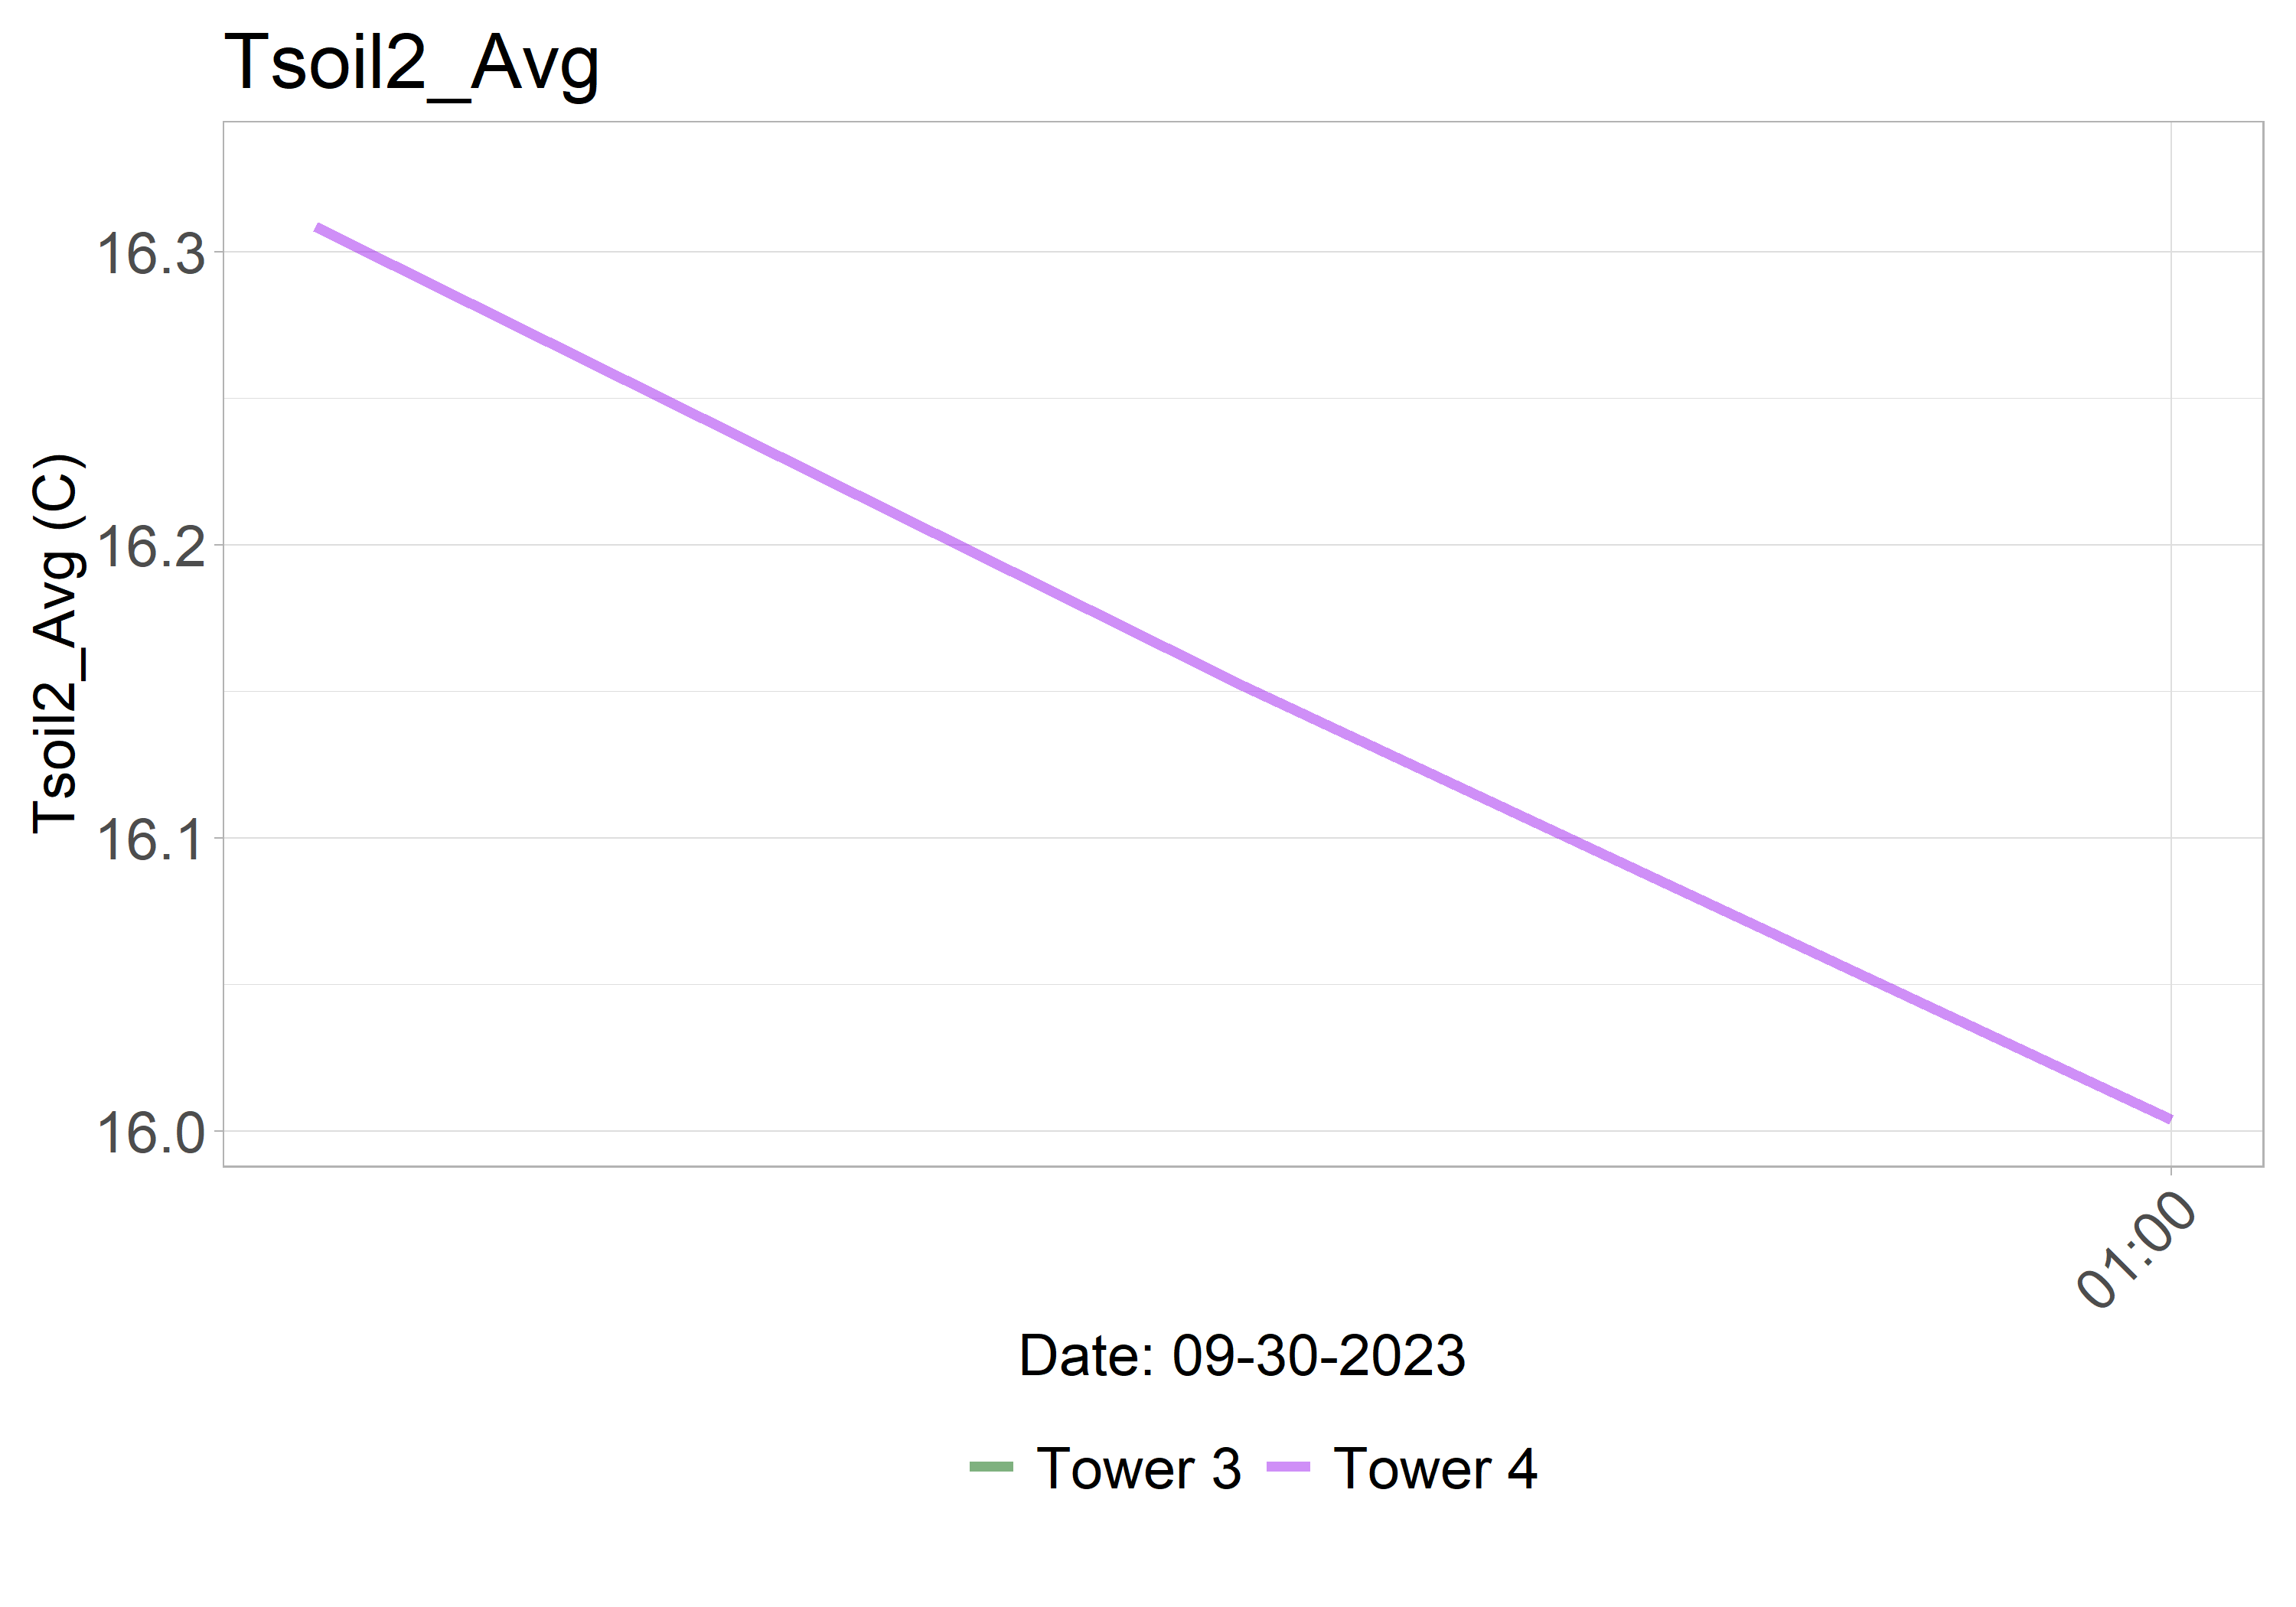 Tsoil2_Avg
Tsoil2_Avg (C)
16.3
16.2
16.1
16.0
01:00
Date: 09-30-2023
Tower 3 Tower 4